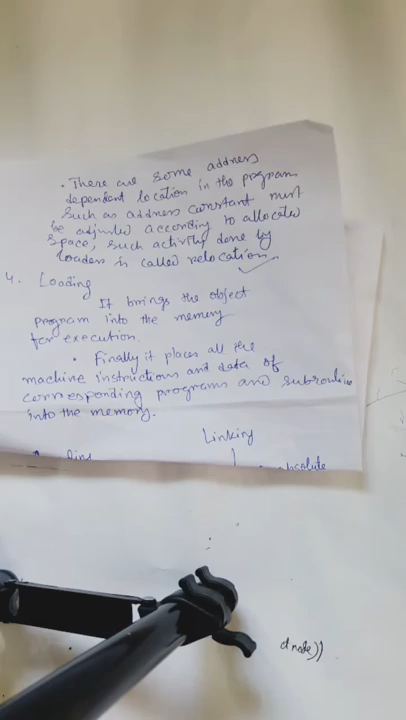 • There are some address
dependent location in the program
such as address constant must
be adjusted according to allocated
space, such activity done by
loader is called relocation
4. Loading
It brings the object
program into the memory
for execution.
• Finally it places all the
machine instructions and data of
corresponding programs and subroutine
into the memory.
Linking
absolute